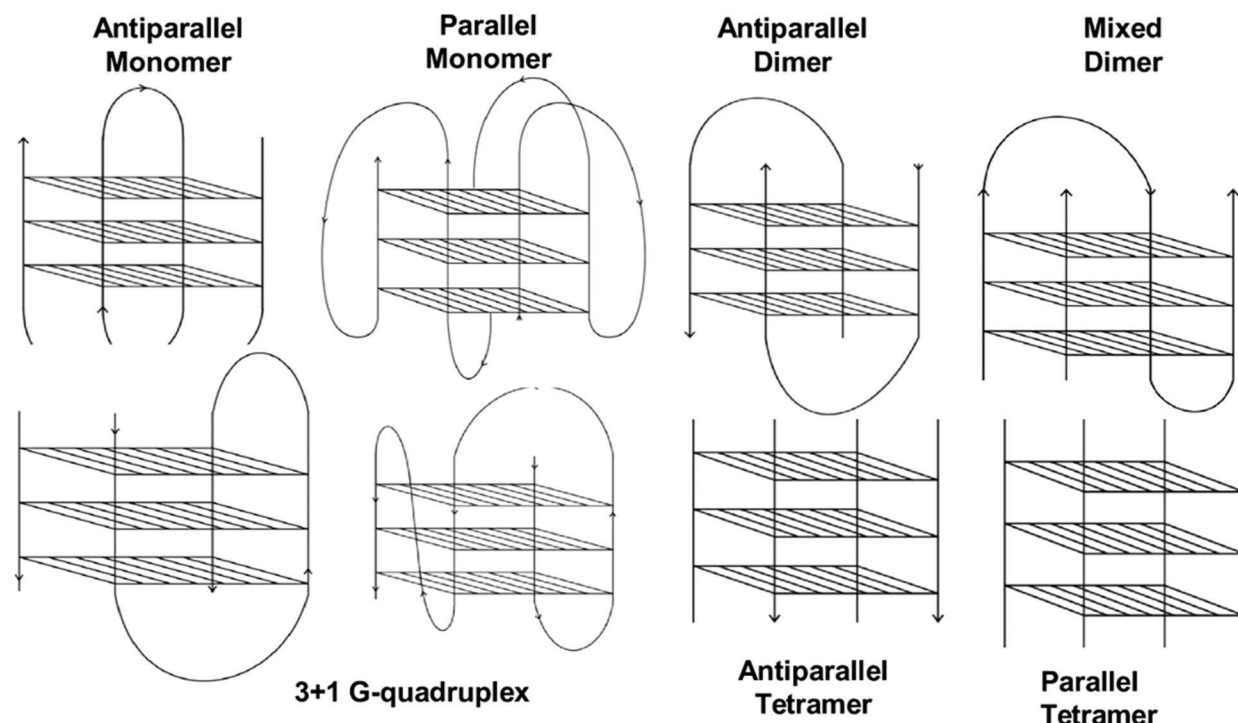 Antiparallel
Monomer
Parallel
Monomer
Antiparallel
Dimer
Mixed
Dimer
3+1 G-quadruplex
Antiparallel
Tetramer
Parallel
Tetramer